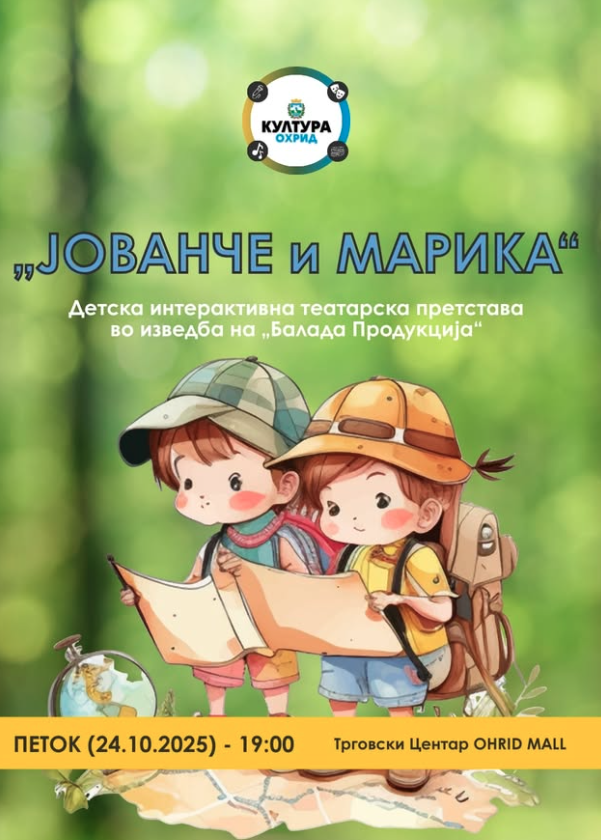 КУЛТУРА
ОХРИД
„ЈОВАНЧЕ и МАРИКА“
Детска интерактивна театарска претстава
во изведба на „Балада Продукција“
ПЕТОК (24.10.2025) - 19:00
Трговски Центар OHRID MALL